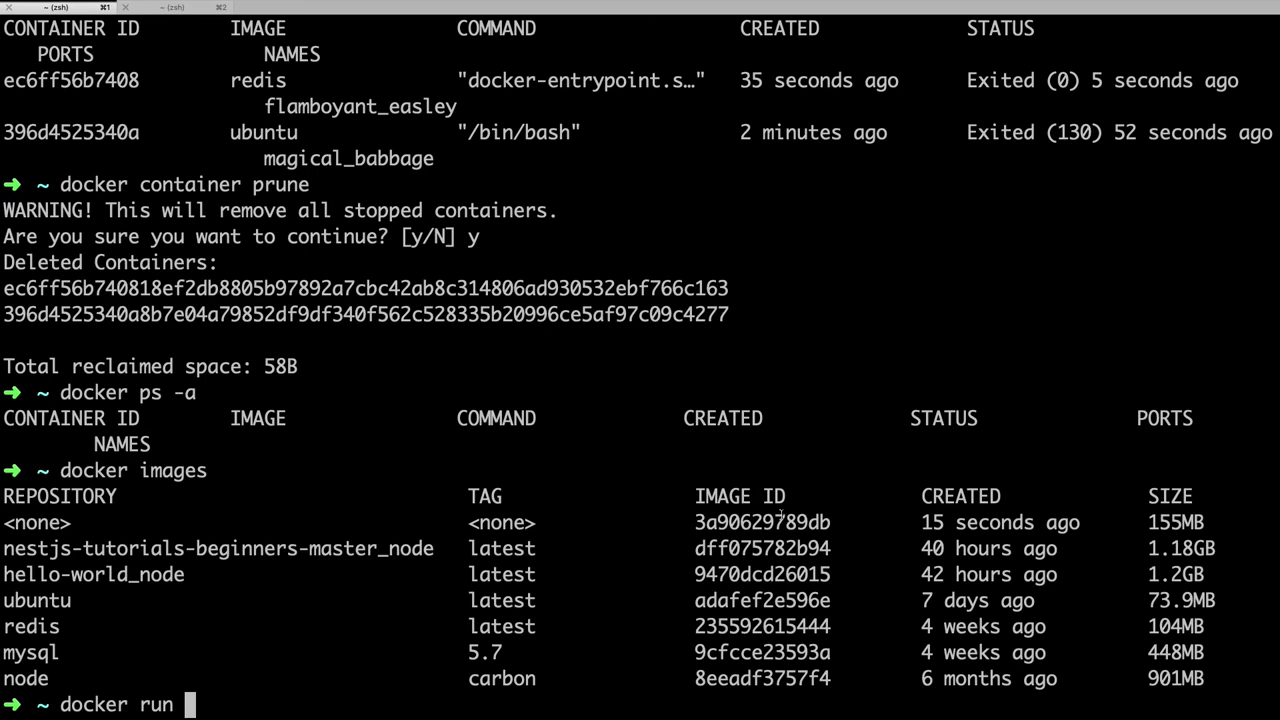 ~ (zsh) ⌘1 ~ (zsh) ⌘2
CONTAINER ID IMAGE COMMAND CREATED STATUS
PORTS NAMES
ec6ff56b7408 redis "docker-entrypoint.s…" 35 seconds ago Exited (0) 5 seconds ago
flamboyant_easley
396d4525340a ubuntu "/bin/bash" 2 minutes ago Exited (130) 52 seconds ago
magical_babbage
➜ ~ docker container prune
WARNING! This will remove all stopped containers.
Are you sure you want to continue? [y/N] y
Deleted Containers:
ec6ff56b740818ef2db8805b97892a7cbc42ab8c314806ad930532ebf766c163
396d4525340a8b7e04a79852df9df340f562c528335b20996ce5af97c09c4277
Total reclaimed space: 58B
➜ ~ docker ps -a
CONTAINER ID IMAGE COMMAND CREATED STATUS PORTS
NAMES
➜ ~ docker images
REPOSITORY TAG IMAGE ID CREATED SIZE
<none> <none> 3a90629789db 15 seconds ago 155MB
nestjs-tutorials-beginners-master_node latest dff075782b94 40 hours ago 1.18GB
hello-world_node latest 9470dcd26015 42 hours ago 1.2GB
ubuntu latest adafef2e596e 7 days ago 73.9MB
redis latest 235592615444 4 weeks ago 104MB
mysql 5.7 9cfcce23593a 4 weeks ago 448MB
node carbon 8eeadf3757f4 6 months ago 901MB
➜ ~ docker run